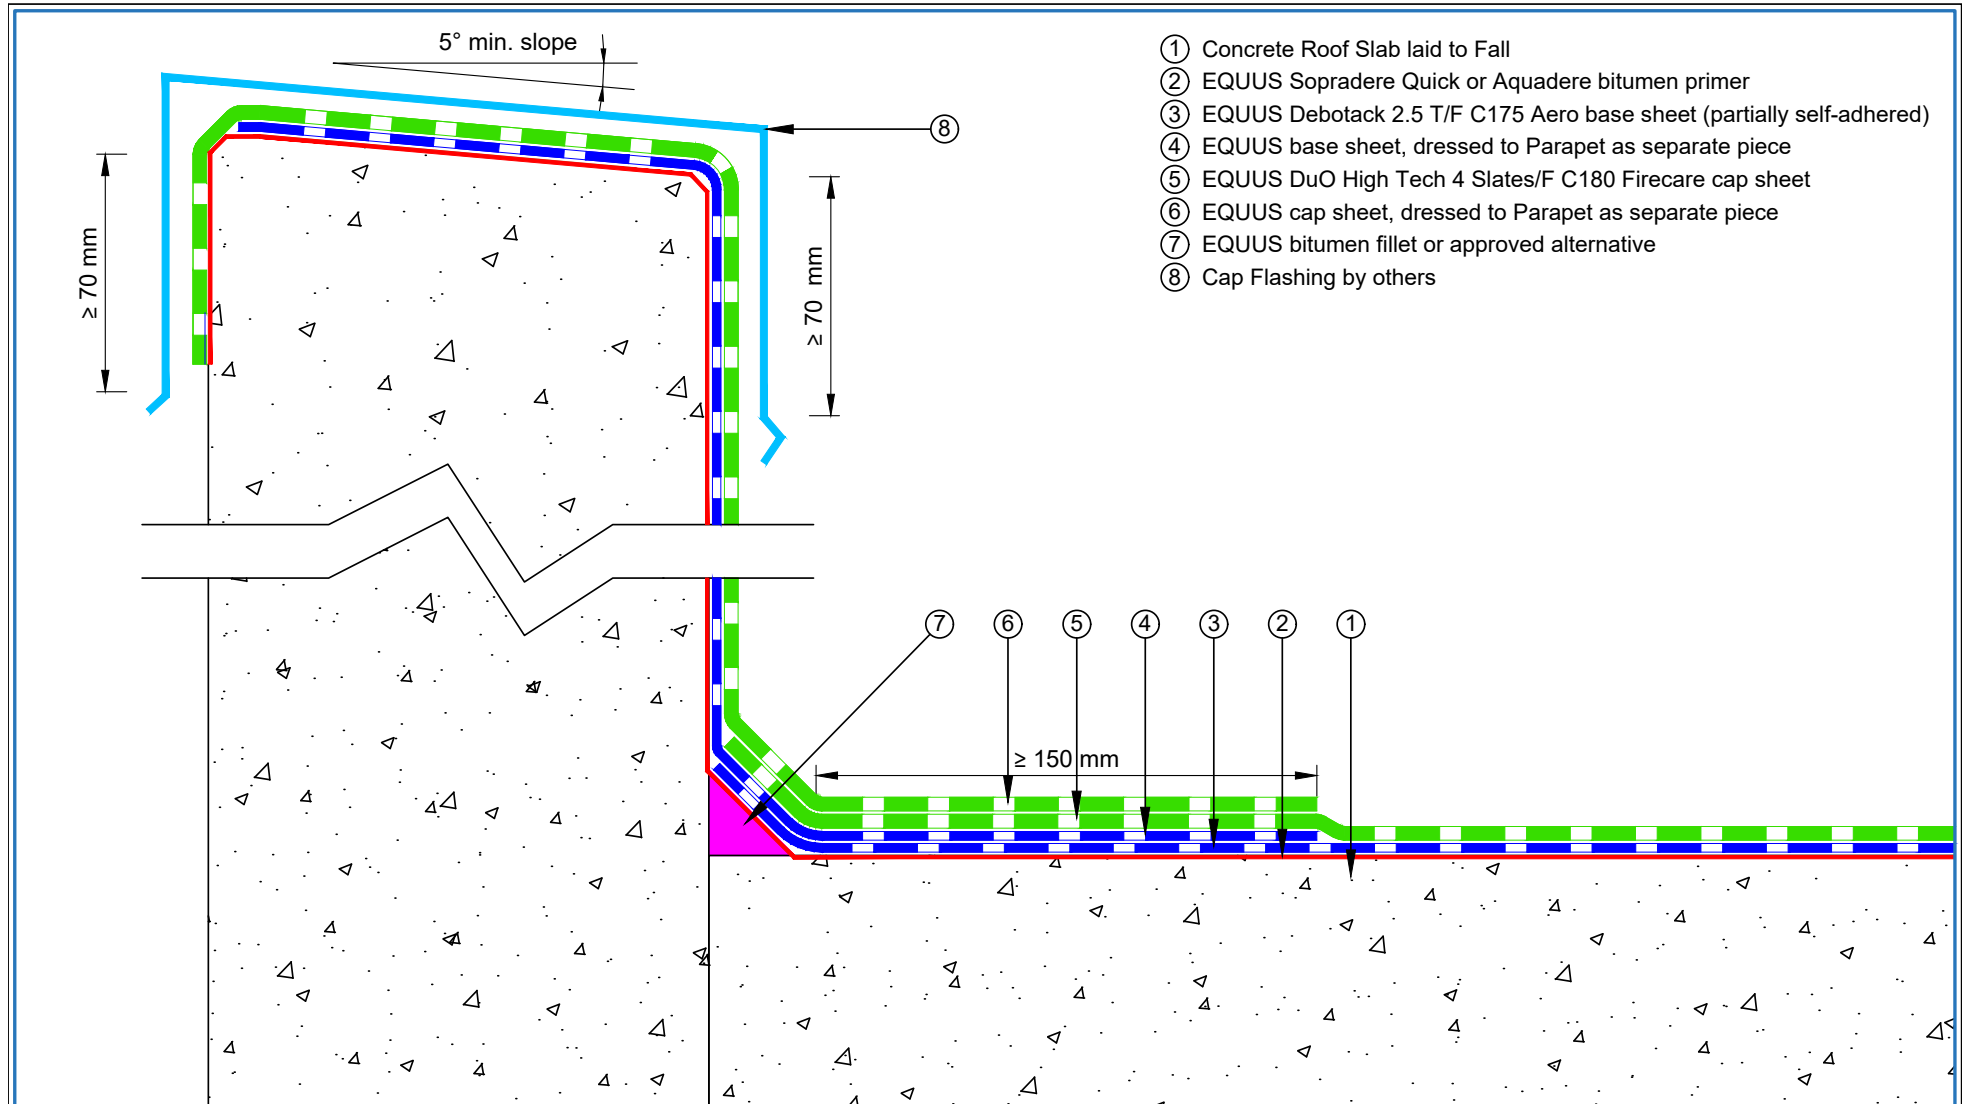 5° min. slope
① Concrete Roof Slab laid to Fall
② EQUUS Sopradere Quick or Aquadere bitumen primer
③ EQUUS Debotack 2.5 T/F C175 Aero base sheet (partially self-adhered)
④ EQUUS base sheet, dressed to Parapet as separate piece
⑤ EQUUS DuO High Tech 4 Slates/F C180 Firecare cap sheet
⑥ EQUUS cap sheet, dressed to Parapet as separate piece
⑦ EQUUS bitumen fillet or approved alternative
⑧ Cap Flashing by others
⑧
≥ 70 mm
≥ 70 mm
⑦ ⑥ ⑤ ④ ③ ② ①
≥ 150 mm